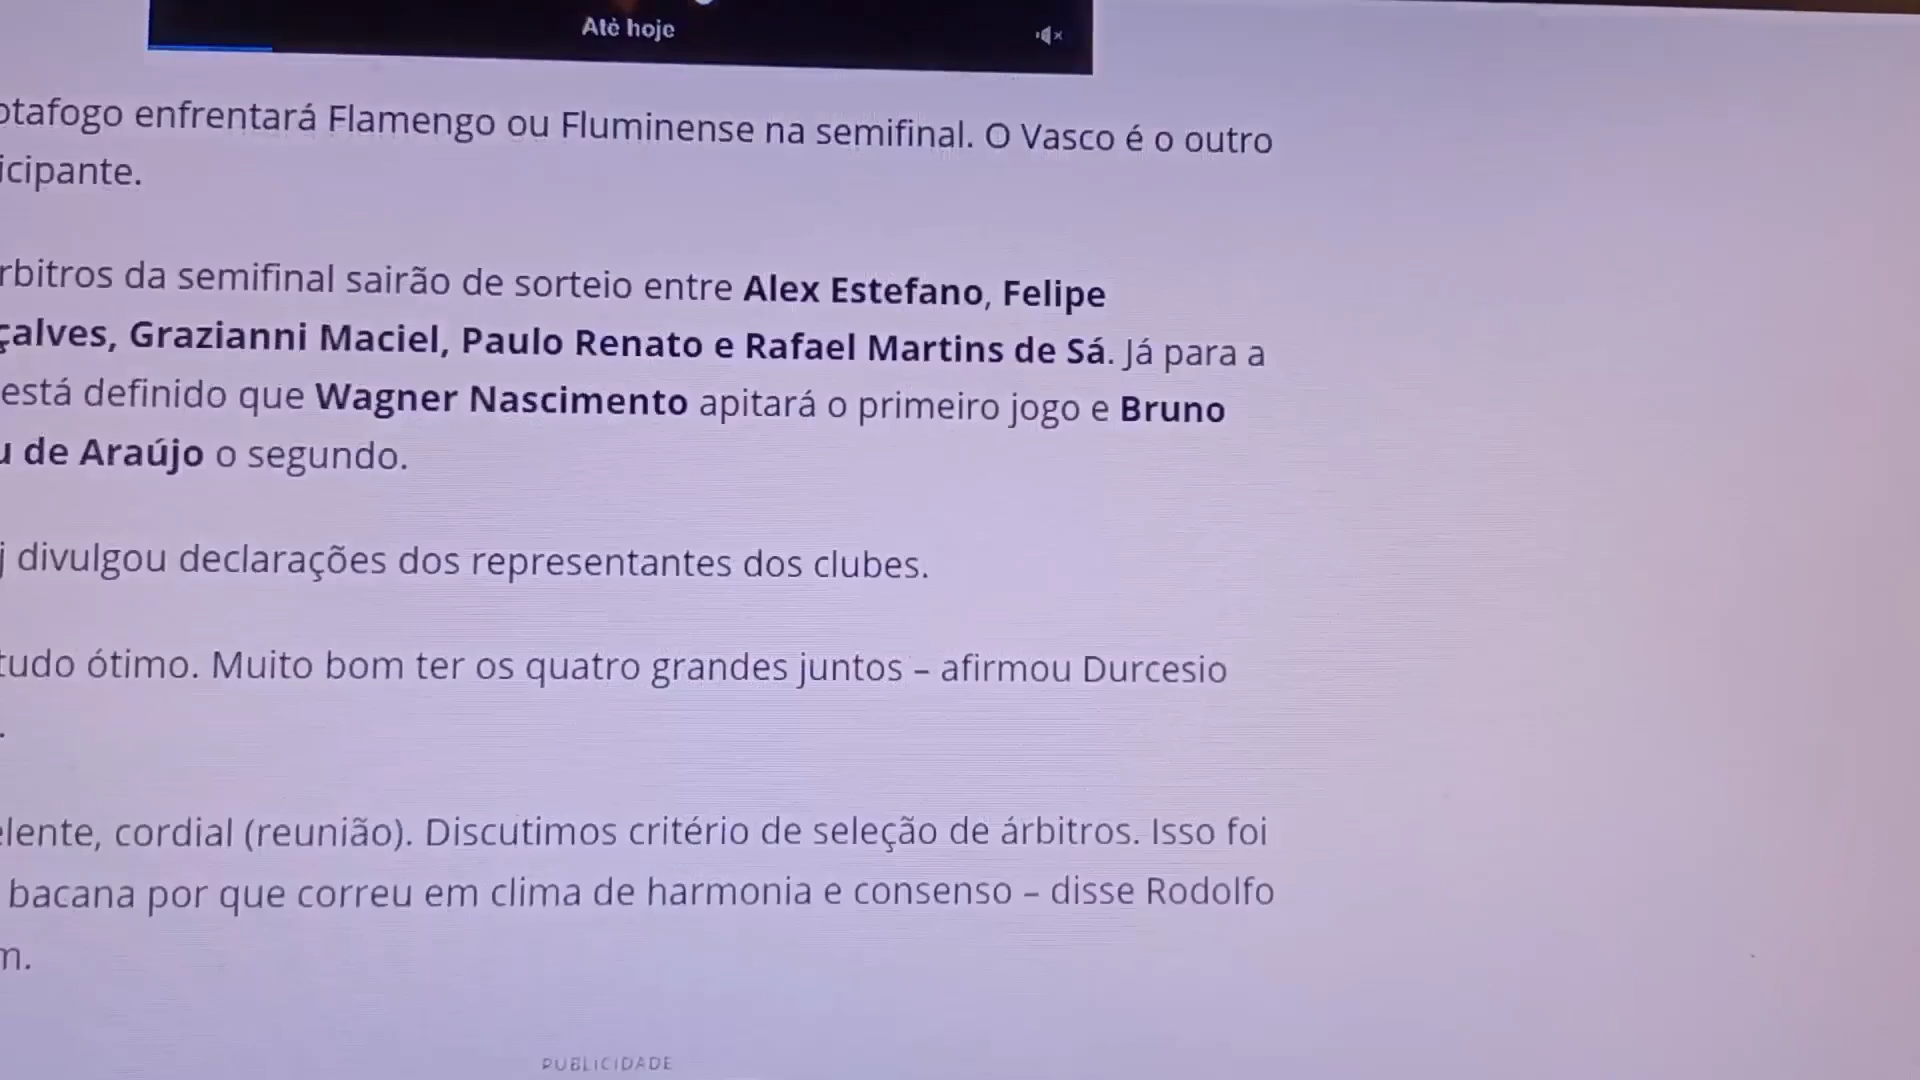 Até hoje
otafogo enfrentará Flamengo ou Fluminense na semifinal. O Vasco é o outro
icipante.
rbitros da semifinal sairão de sorteio entre Alex Estefano, Felipe
çalves, Grazianni Maciel, Paulo Renato e Rafael Martins de Sá. Já para a
está definido que Wagner Nascimento apitará o primeiro jogo e Bruno
u de Araújo o segundo.
j divulgou declarações dos representantes dos clubes.
tudo ótimo. Muito bom ter os quatro grandes juntos – afirmou Durcesio
.
elente, cordial (reunião). Discutimos critério de seleção de árbitros. Isso foi
bacana por que correu em clima de harmonia e consenso – disse Rodolfo
m.
PUBLICIDADE